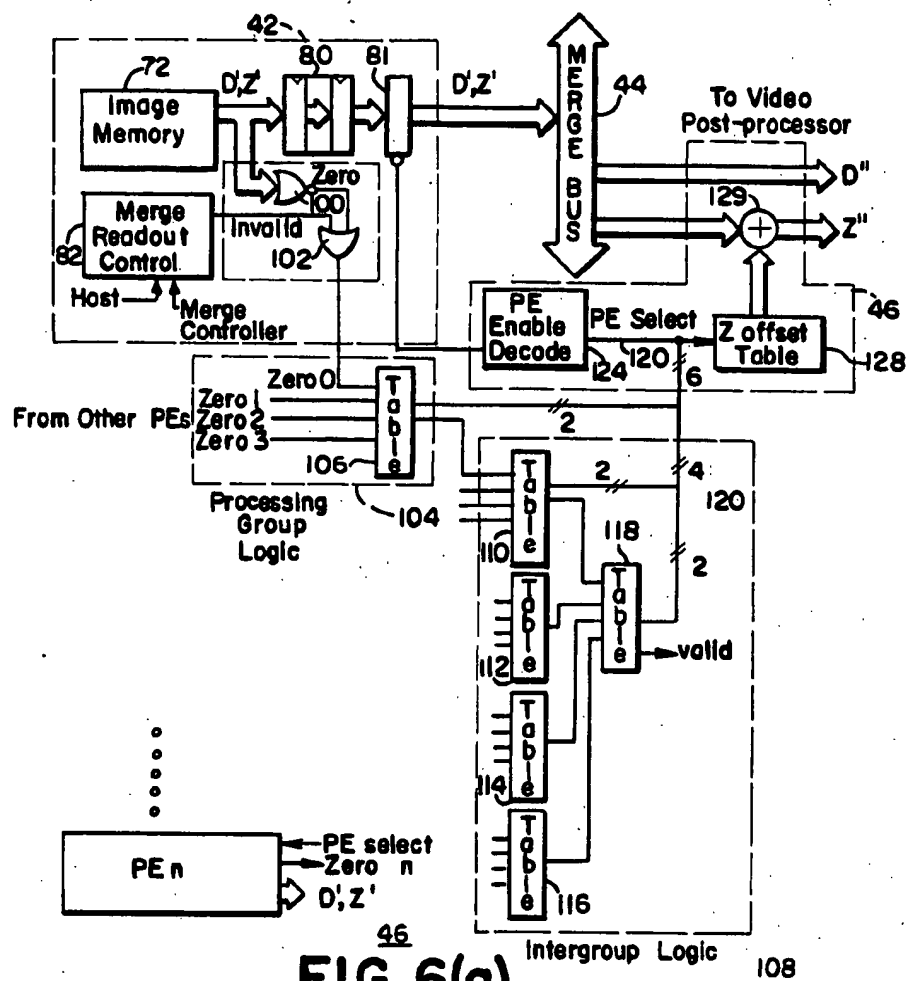 42
80
81
72
Image
Memory
D',Z'
D',Z'
MERGE BUS
44
To Video
Post-processor
D"
129
+
Z"
Zero
100
Invalid
102
82
Merge
Readout
Control
Host
Merge
Controller
46
PE
Enable
Decode
124
PE Select
120
6
Z offset
Table
128
Zero 0
Zero 1
From Other PEs Zero 2
Zero 3
106
Table
2
Processing
Group
Logic
104
110
Table
2
4
120
118
Table
2
valid
112
Table
114
Table
Table
116
PE n
PE select
Zero n
D',Z'
Intergroup Logic
108
46
FIG. 6(a)